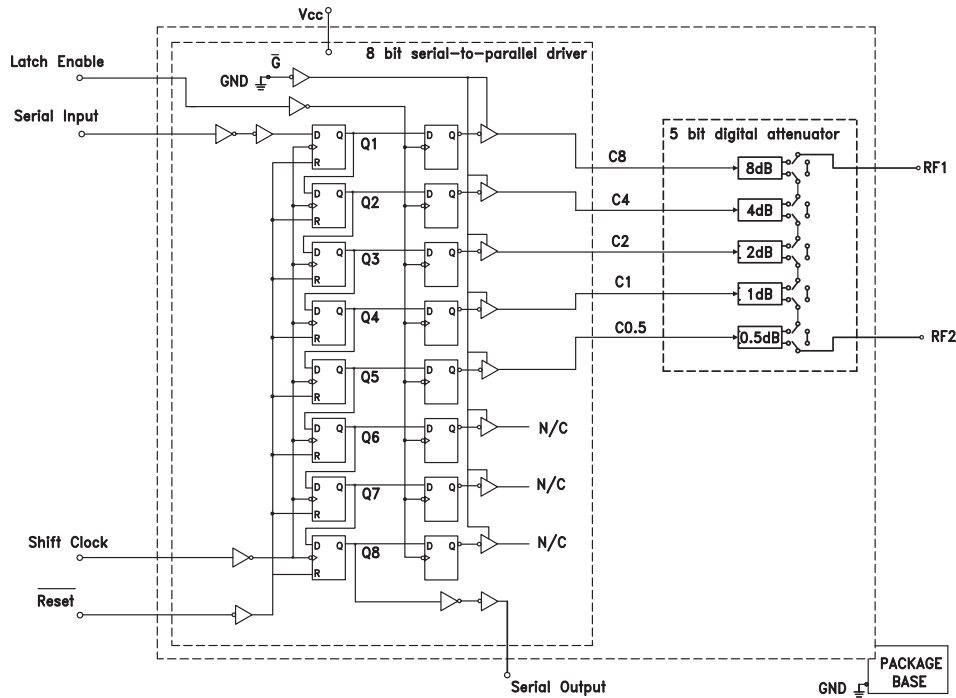 Vcc
8 bit serial-to-parallel driver
Latch Enable
G
GND
Serial Input
5 bit digital attenuator
D Q
R
Q1
D Q
C8
8dB
RF1
D Q
R
Q2
D Q
C4
4dB
D Q
R
Q3
D Q
C2
2dB
D Q
R
Q4
D Q
C1
1dB
D Q
R
Q5
D Q
C0.5
0.5dB
RF2
D Q
R
Q6
D Q
N/C
D Q
R
Q7
D Q
N/C
Shift Clock
D Q
R
Q8
D Q
N/C
Reset
Serial Output
GND
PACKAGE
BASE